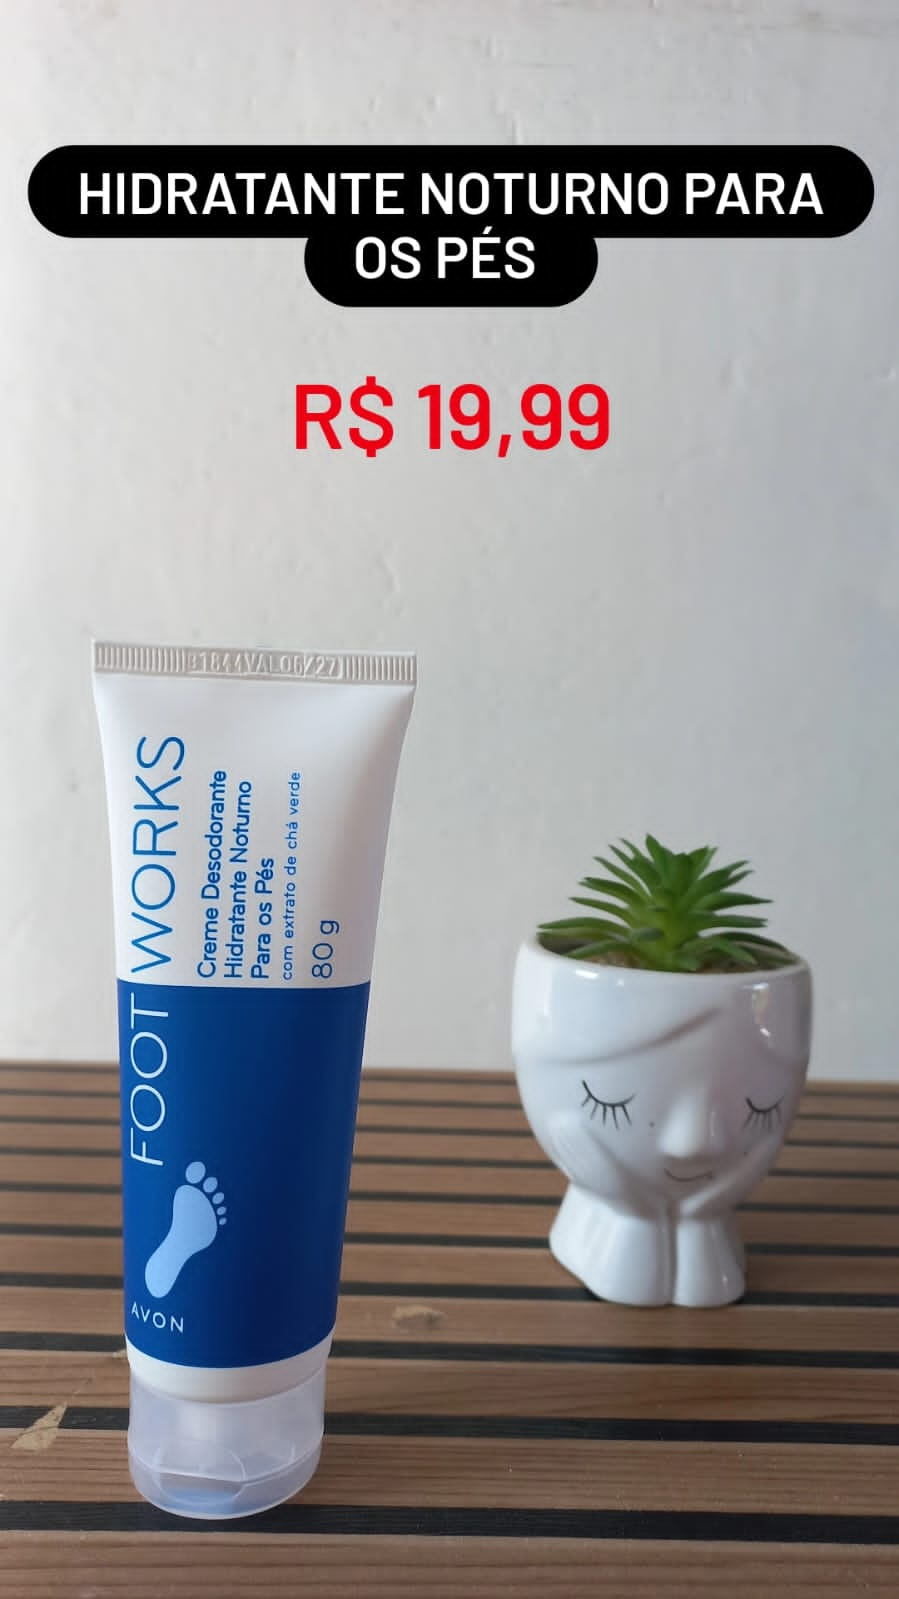 HIDRATANTE NOTURNO PARA
OS PÉS
R$ 19,99
31844VAL06/27
FOOT WORKS
Creme Desodorante
Hidratante Noturno
Para os Pés
com extrato de chá verde
80 g
AVON